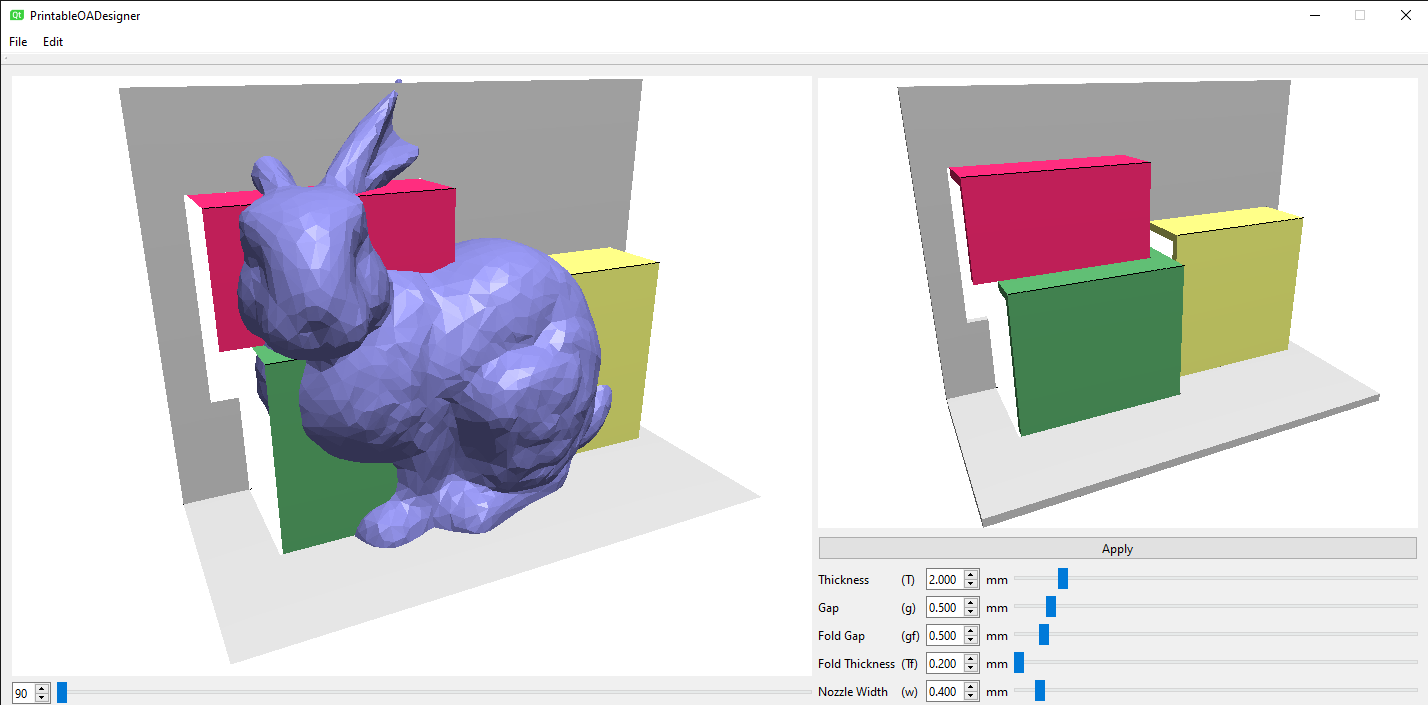 Qt PrintableOADesigner
File Edit
90
Apply
Thickness (T) 2.000 mm
Gap (g) 0.500 mm
Fold Gap (gf) 0.500 mm
Fold Thickness (Tf) 0.200 mm
Nozzle Width (w) 0.400 mm